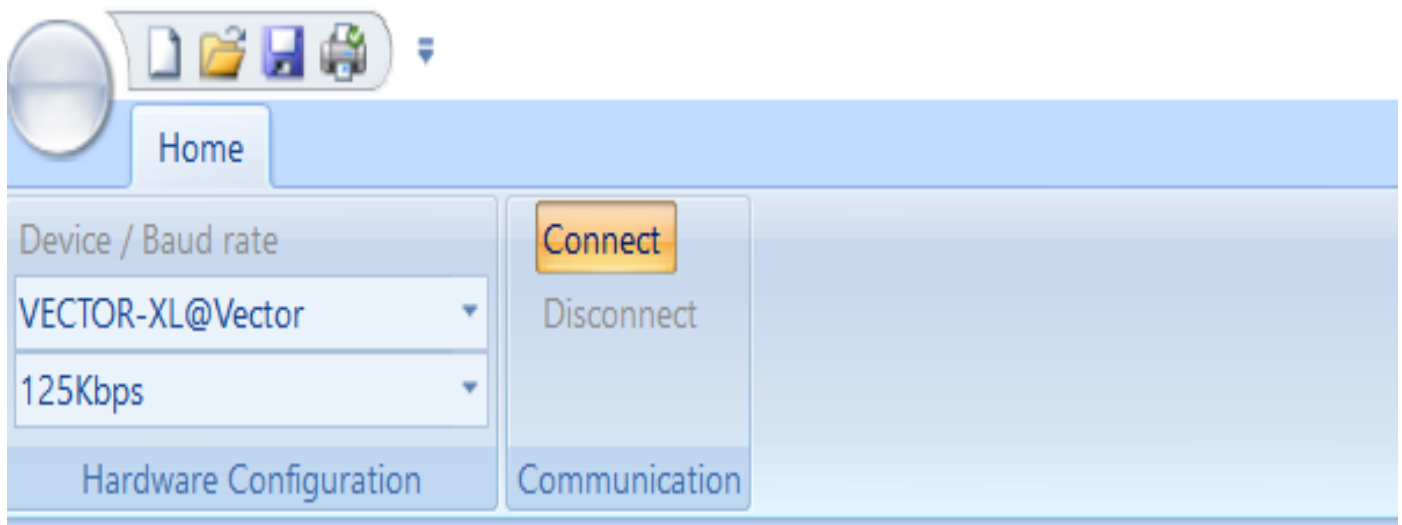 Home
Device / Baud rate
VECTOR-XL@Vector
125Kbps
Hardware Configuration
Connect
Disconnect
Communication